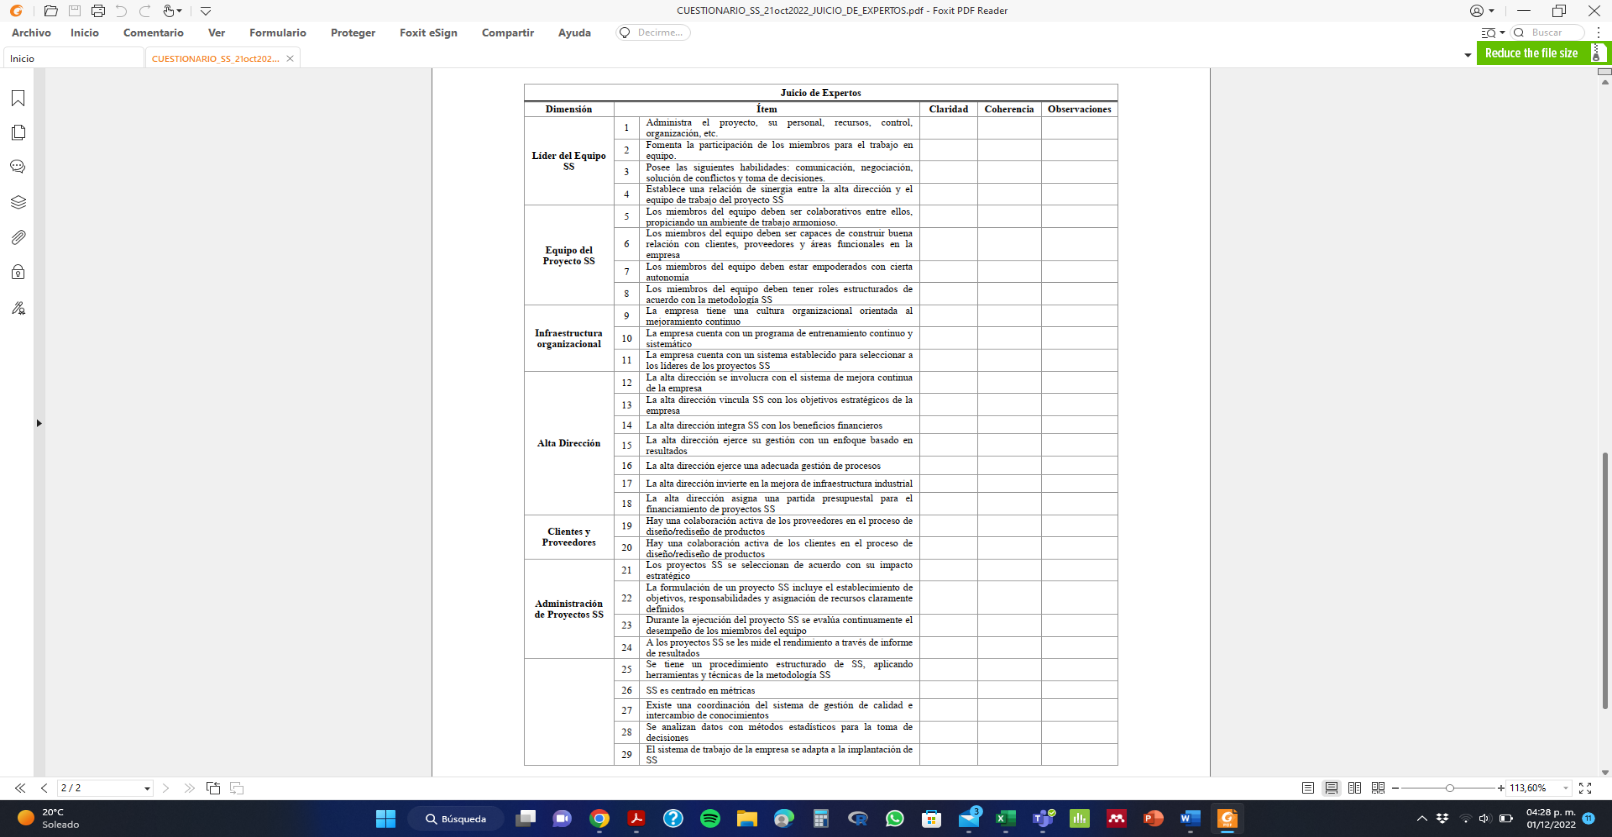 CUESTIONARIO_SS_21oct2022_JUICIO_DE_EXPERTOS.pdf - Foxit PDF Reader
Archivo Inicio Comentario Ver Formulario Proteger Foxit eSign Compartir Ayuda Decirme... Buscar
Inicio CUESTIONARIO_SS_21oct202... Reduce the file size
Juicio de Expertos
Dimensión Ítem Claridad Coherencia Observaciones
Líder del Equipo
SS
1 Administra el proyecto, su personal, recursos, control,
organización, etc.
2 Fomenta la participación de los miembros para el trabajo en
equipo.
3 Posee las siguientes habilidades: comunicación, negociación,
solución de conflictos y toma de decisiones.
4 Establece una relación de sinergia entre la alta dirección y el
equipo de trabajo del proyecto SS
Equipo del
Proyecto SS
5 Los miembros del equipo deben ser colaborativos entre ellos,
propiciando un ambiente de trabajo armonioso.
6 Los miembros del equipo deben ser capaces de construir buena
relación con clientes, proveedores y áreas funcionales en la
empresa
7 Los miembros del equipo deben estar empoderados con cierta
autonomía
8 Los miembros del equipo deben tener roles estructurados de
acuerdo con la metodología SS
Infraestructura
organizacional
9 La empresa tiene una cultura organizacional orientada al
mejoramiento continuo
10 La empresa cuenta con un programa de entrenamiento continuo y
sistemático
11 La empresa cuenta con un sistema establecido para seleccionar a
los líderes de los proyectos SS
Alta Dirección
12 La alta dirección se involucra con el sistema de mejora continua
de la empresa
13 La alta dirección vincula SS con los objetivos estratégicos de la
empresa
14 La alta dirección integra SS con los beneficios financieros
15 La alta dirección ejerce su gestión con un enfoque basado en
resultados
16 La alta dirección ejerce una adecuada gestión de procesos
17 La alta dirección invierte en la mejora de infraestructura industrial
18 La alta dirección asigna una partida presupuestal para el
financiamiento de proyectos SS
Clientes y
Proveedores
19 Hay una colaboración activa de los proveedores en el proceso de
diseño/rediseño de productos
20 Hay una colaboración activa de los clientes en el proceso de
diseño/rediseño de productos
Administración
de Proyectos SS
21 Los proyectos SS se seleccionan de acuerdo con su impacto
estratégico
22 La formulación de un proyecto SS incluye el establecimiento de
objetivos, responsabilidades y asignación de recursos claramente
definidos
23 Durante la ejecución del proyecto SS se evalúa continuamente el
desempeño de los miembros del equipo
24 A los proyectos SS se les mide el rendimiento a través de informe
de resultados
25 Se tiene un procedimiento estructurado de SS, aplicando
herramientas y técnicas de la metodología SS
26 SS es centrado en métricas
27 Existe una coordinación del sistema de gestión de calidad e
intercambio de conocimientos
28 Se analizan datos con métodos estadísticos para la toma de
decisiones
29 El sistema de trabajo de la empresa se adapta a la implantación de
SS
2 / 2 113,60%
20°C
Soleado
Búsqueda
3
04:28 p. m.
01/12/2022
11